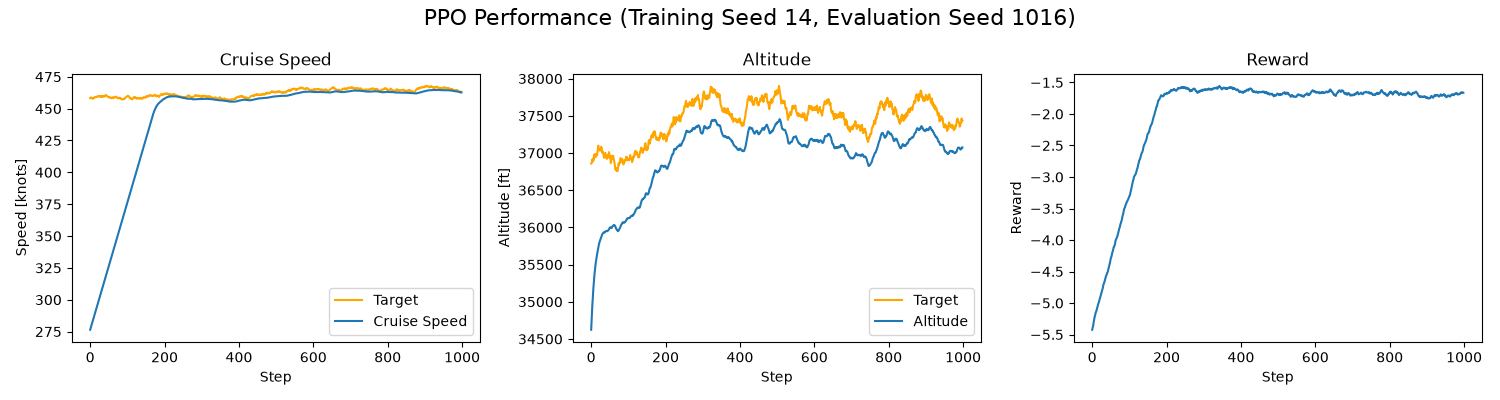 PPO Performance (Training Seed 14, Evaluation Seed 1016)
Cruise Speed
Speed [knots]
475
450
425
400
375
350
325
300
275
0 200 400 600 800 1000
Step
Target
Cruise Speed
Altitude
Altitude [ft]
38000
37500
37000
36500
36000
35500
35000
34500
0 200 400 600 800 1000
Step
Target
Altitude
Reward
Reward
−1.5
−2.0
−2.5
−3.0
−3.5
−4.0
−4.5
−5.0
−5.5
0 200 400 600 800 1000
Step